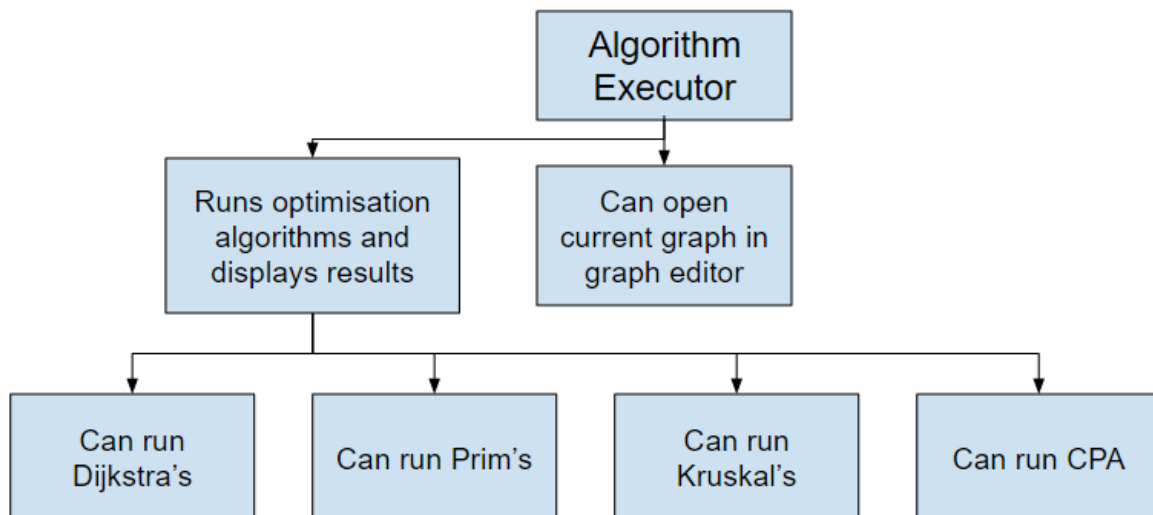 Algorithm
Executor
Runs optimisation
algorithms and
displays results
Can open
current graph in
graph editor
Can run
Dijkstra’s
Can run Prim’s
Can run
Kruskal’s
Can run CPA